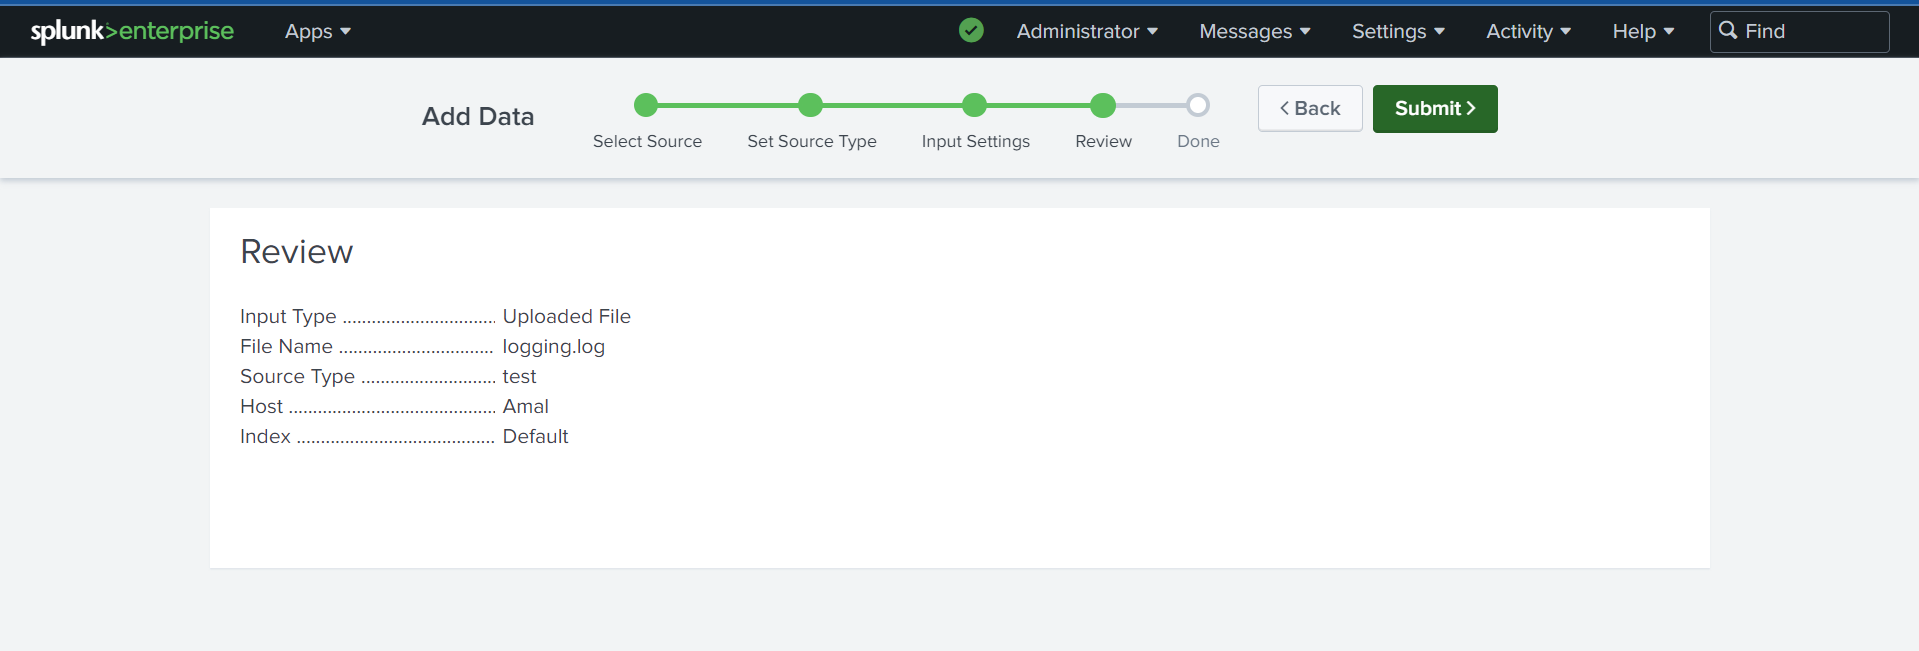 splunk>enterprise Apps Administrator Messages Settings Activity Help Find
Add Data
Select Source Set Source Type Input Settings Review Done
< Back Submit >
Review
Input Type ............................... Uploaded File
File Name ................................ logging.log
Source Type ............................ test
Host ........................................... Amal
Index ......................................... Default